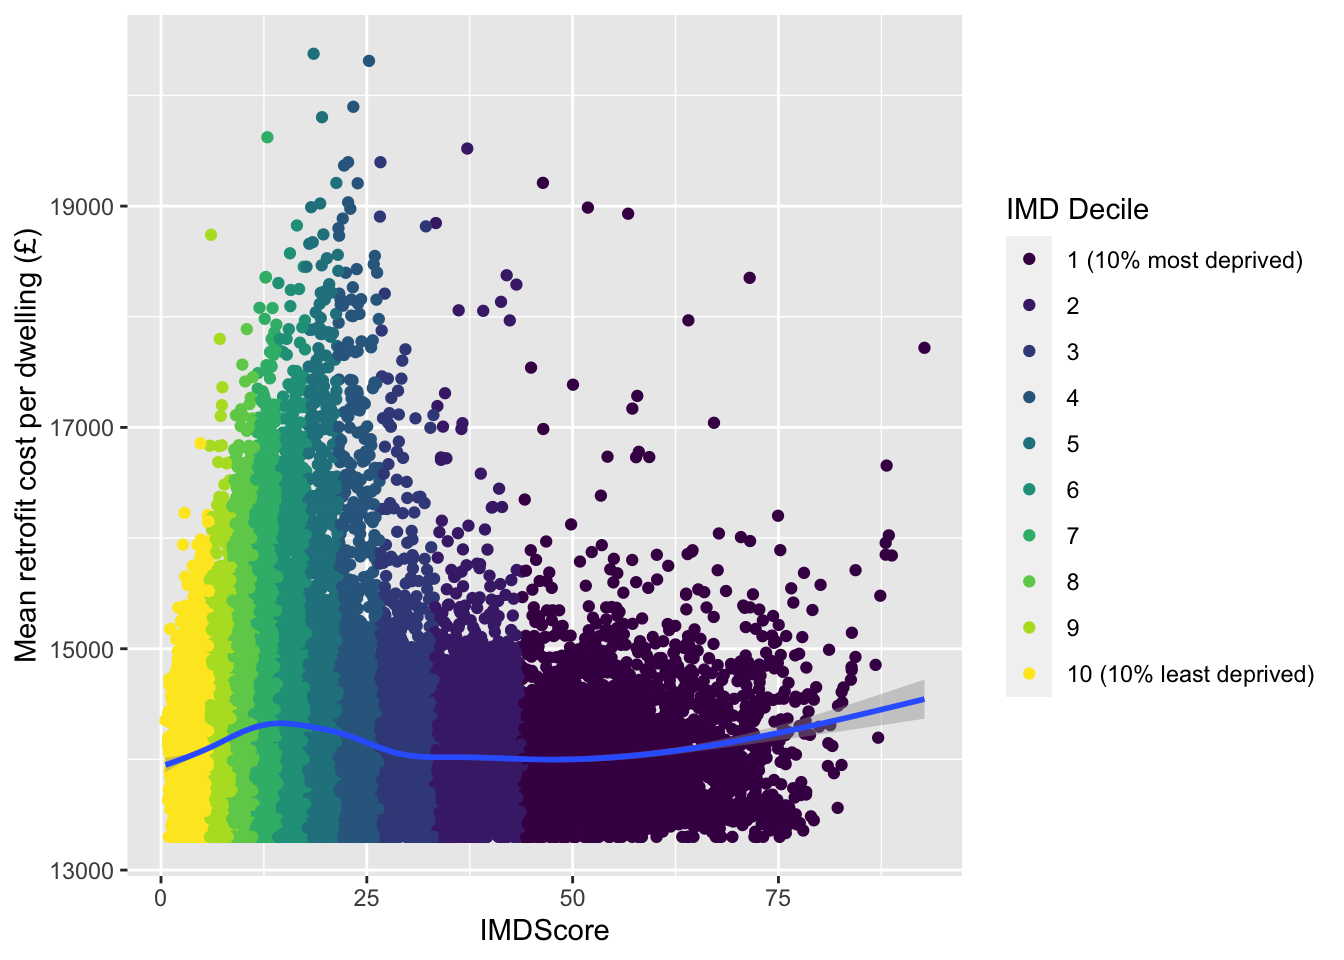 Mean retrofit cost per dwelling (£)
19000
17000
15000
13000
0 25 50 75
IMDScore
IMD Decile
1 (10% most deprived)
2
3
4
5
6
7
8
9
10 (10% least deprived)